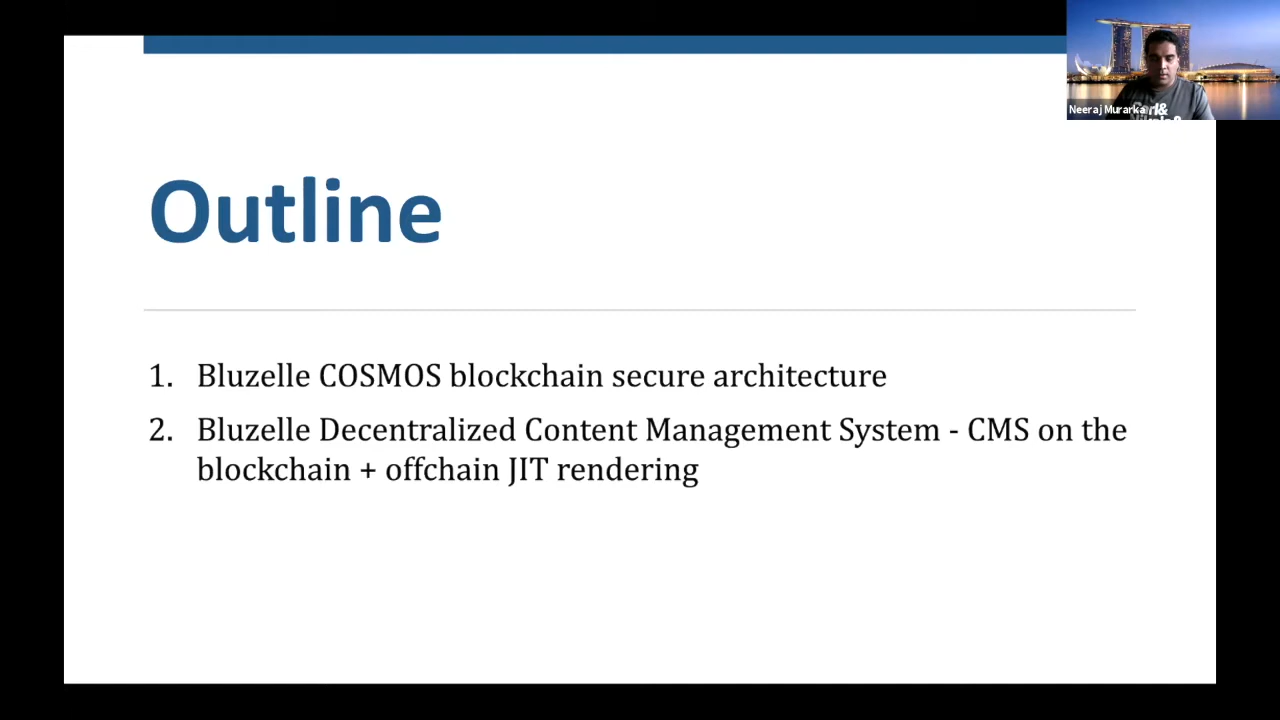 Neeraj Murarka
Outline
1. Bluzelle COSMOS blockchain secure architecture
2. Bluzelle Decentralized Content Management System - CMS on the
blockchain + offchain JIT rendering